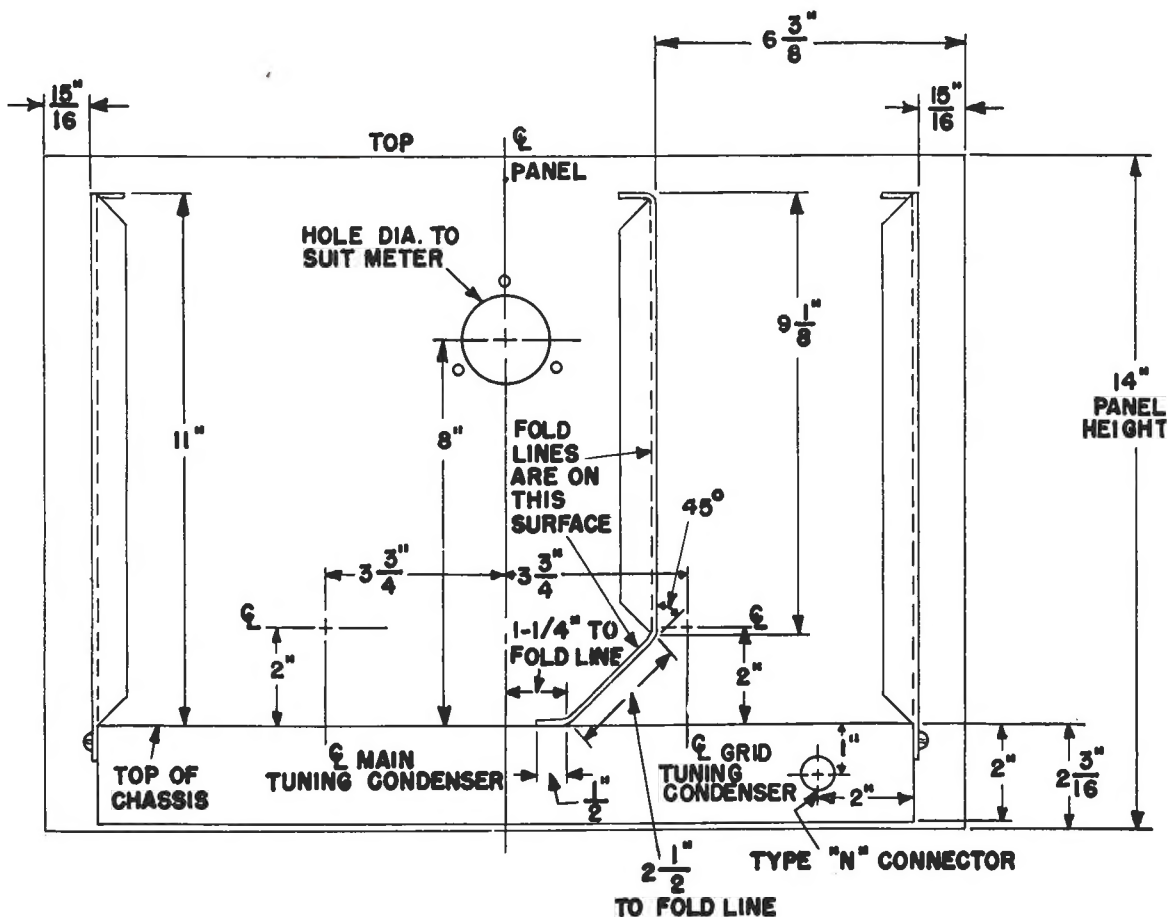 6 3/8"
15/16"
15/16"
TOP
℄
PANEL
HOLE DIA. TO
SUIT METER
9 1/8"
14"
PANEL
HEIGHT
11"
8"
FOLD
LINES
ARE ON
THIS
SURFACE
45°
3 3/4"
3 3/4"
℄
℄
1-1/4" TO
FOLD LINE
2"
2"
TOP OF
CHASSIS
℄ MAIN
TUNING CONDENSER
℄ GRID
TUNING
CONDENSER
1"
2"
2 3/16"
1/2"
2"
2 1/2"
TO FOLD LINE
TYPE "N" CONNECTOR